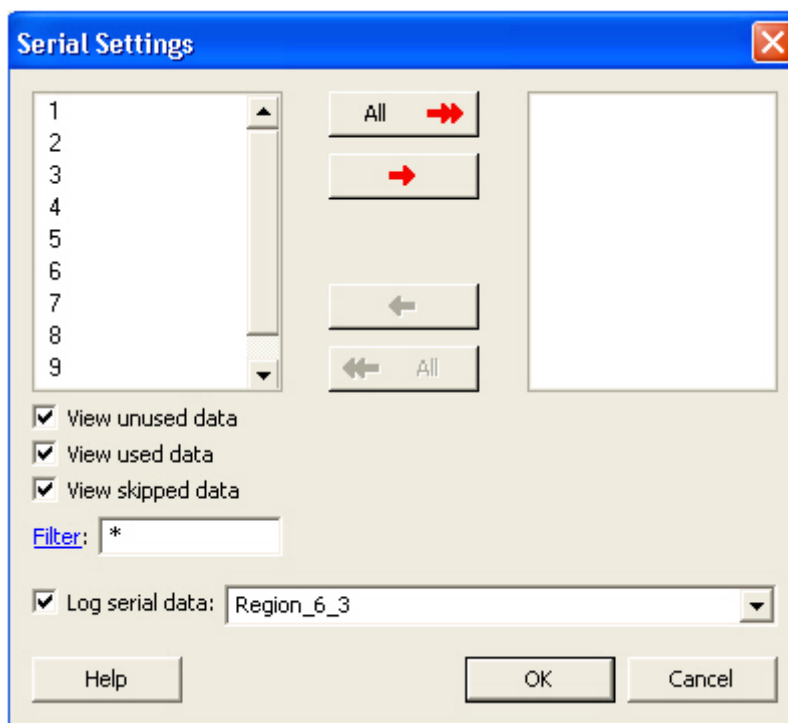 Serial Settings
1
2
3
4
5
6
7
8
9
All
All
View unused data
View used data
View skipped data
Filter: *
Log serial data: Region_6_3
Help
OK
Cancel